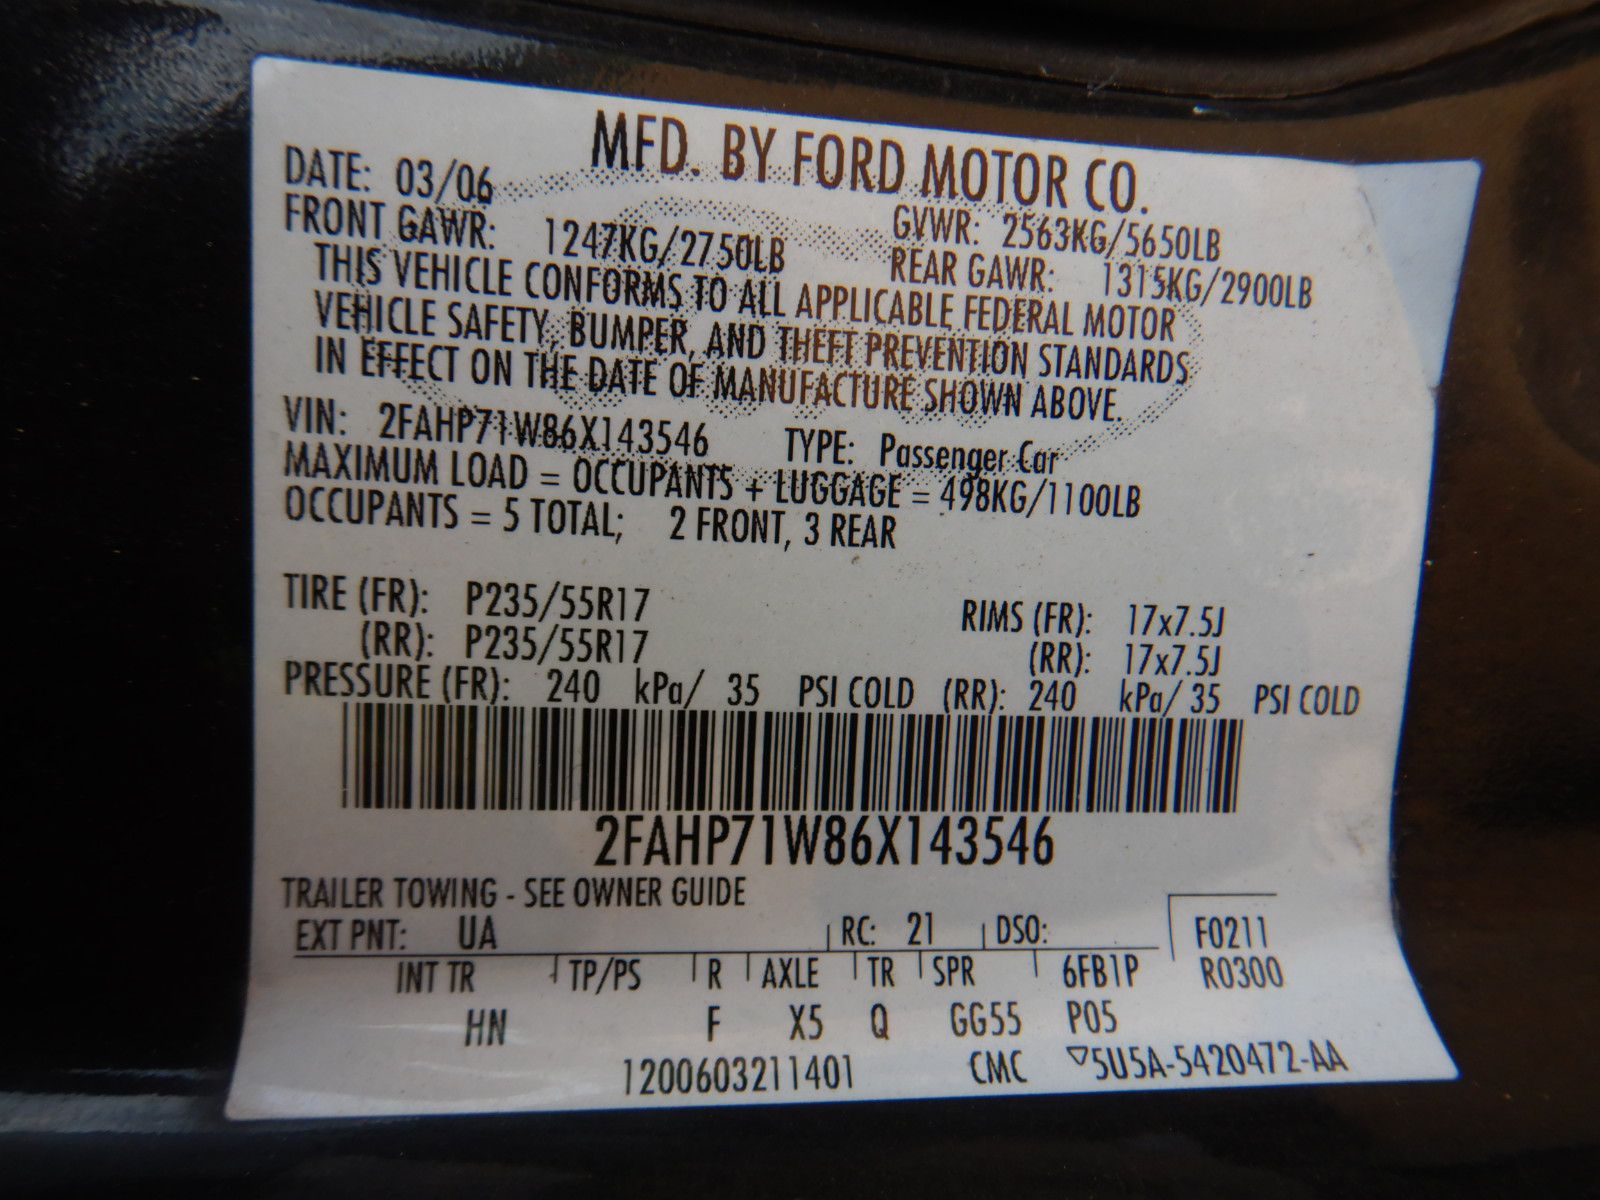 MFD. BY FORD MOTOR CO.
DATE: 03/06 GVWR: 2563KG/5650LB
FRONT GAWR: 1247KG/2750LB REAR GAWR: 1315KG/2900LB
THIS VEHICLE CONFORMS TO ALL APPLICABLE FEDERAL MOTOR
VEHICLE SAFETY, BUMPER, AND THEFT PREVENTION STANDARDS
IN EFFECT ON THE DATE OF MANUFACTURE SHOWN ABOVE.
VIN: 2FAHP71W86X143546 TYPE: Passenger Car
MAXIMUM LOAD = OCCUPANTS + LUGGAGE = 498KG/1100LB
OCCUPANTS = 5 TOTAL; 2 FRONT, 3 REAR
TIRE (FR): P235/55R17 RIMS (FR): 17x7.5J
(RR): P235/55R17 (RR): 17x7.5J
PRESSURE (FR): 240 kPa/ 35 PSI COLD (RR): 240 kPa/ 35 PSI COLD
2FAHP71W86X143546
TRAILER TOWING - SEE OWNER GUIDE
EXT PNT: UA RC: 21 DSO: F0211
INT TR TP/PS R AXLE TR SPR 6FB1P R0300
HN F X5 Q GG55 P05
1200603211401 CMC ▽5U5A-5420472-AA